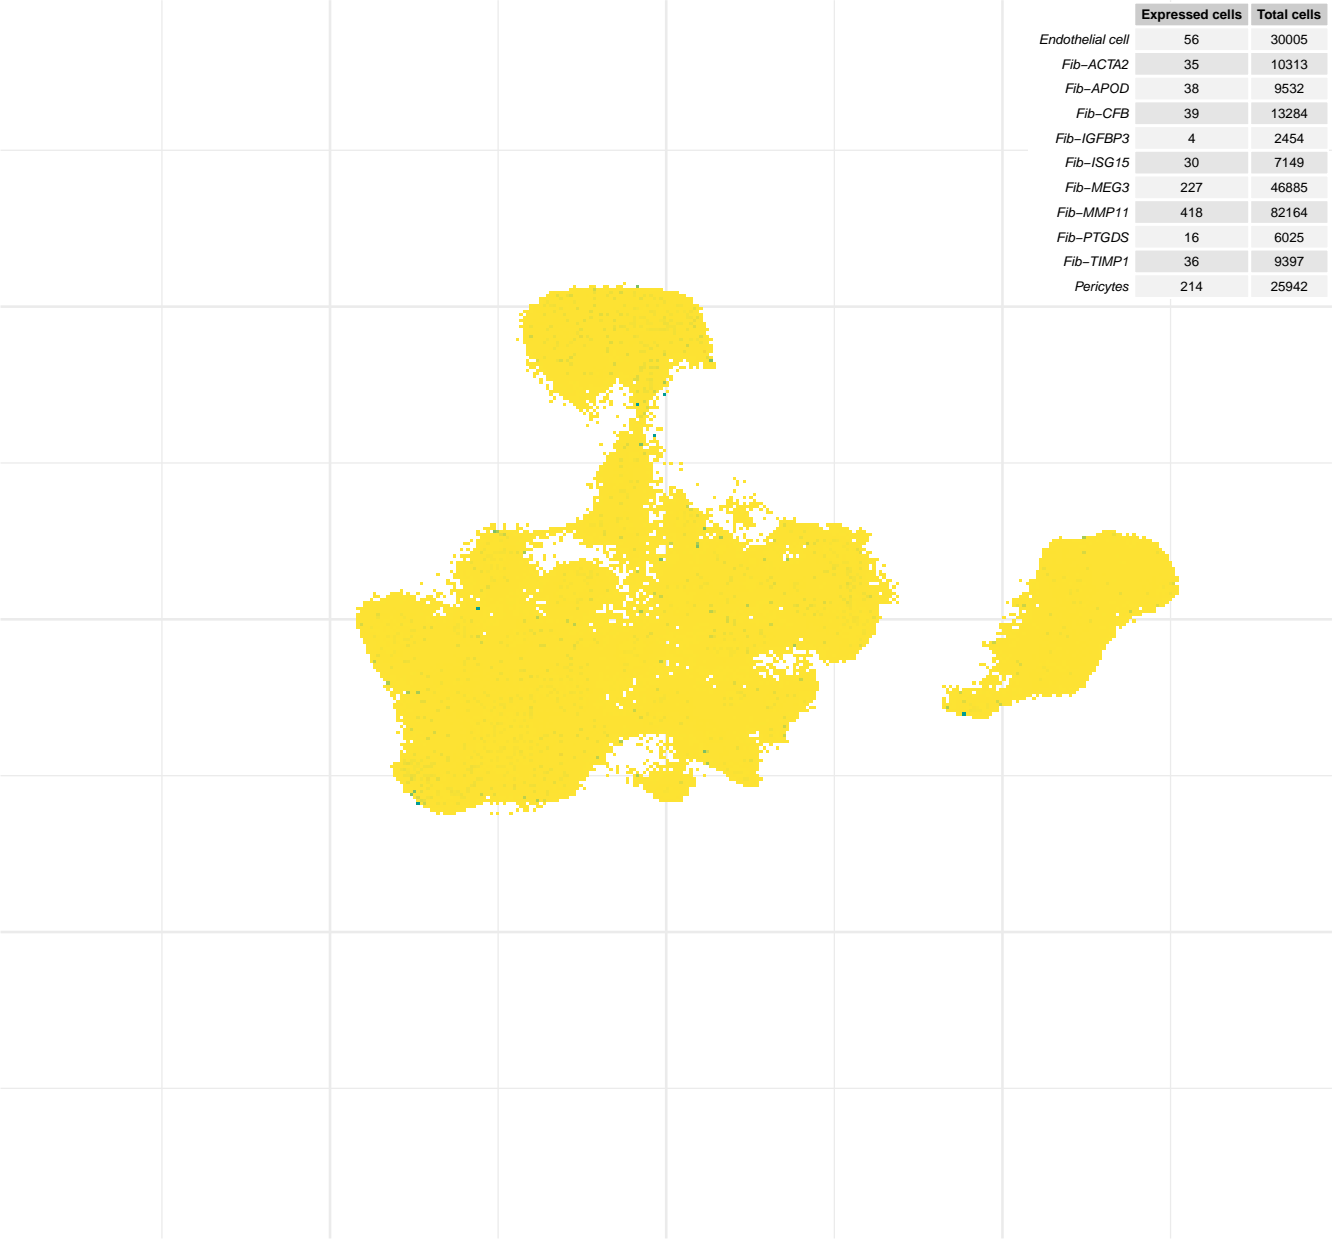 Expressed cells Total cells
Endothelial cell 56 30005
Fib−ACTA2 35 10313
Fib−APOD 38 9532
Fib−CFB 39 13284
Fib−IGFBP3 4 2454
Fib−ISG15 30 7149
Fib−MEG3 227 46885
Fib−MMP11 418 82164
Fib−PTGDS 16 6025
Fib−TIMP1 36 9397
Pericytes 214 25942